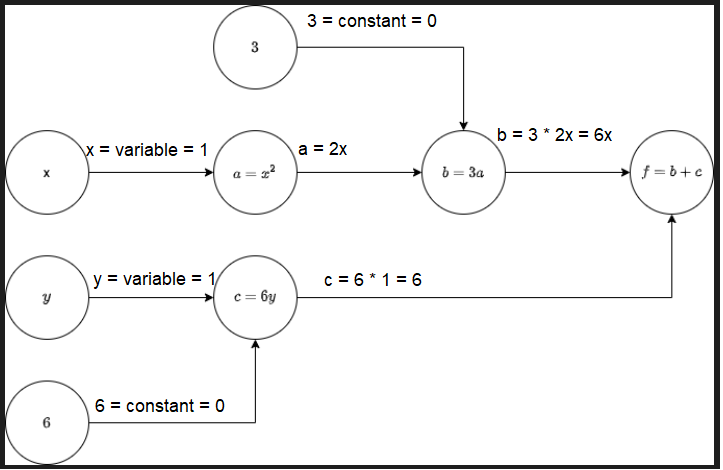 3 = constant = 0
3
x = variable = 1
a = 2x
b = 3 * 2x = 6x
x
a = x²
b = 3a
f = b + c
y = variable = 1
c = 6 * 1 = 6
y
c = 6y
6 = constant = 0
6